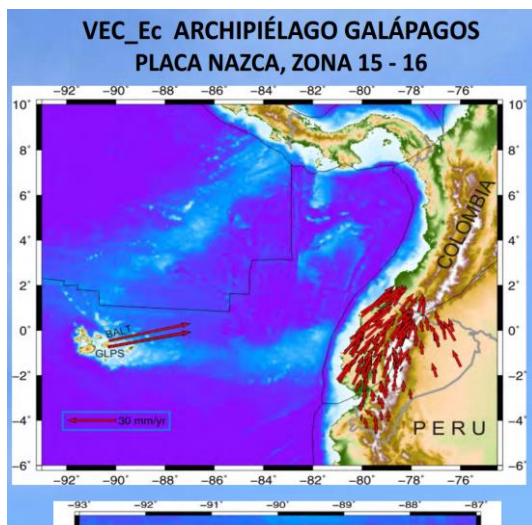 VEC_Ec ARCHIPIÉLAGO GALÁPAGOS
PLACA NAZCA, ZONA 15 - 16
−92° −90° −88° −86° −84° −82° −80° −78° −76°
10° 10°
8° 8°
6° 6°
COLOMBIA
4° 4°
2° 2°
BALT
0° 0°
GLPS
−2° −2°
−4° 30 mm/yr PERU −4°
−6° −6°
−92° −90° −88° −86° −84° −82° −80° −78° −76°
−93° −92° −91° −90° −89° −88° −87°